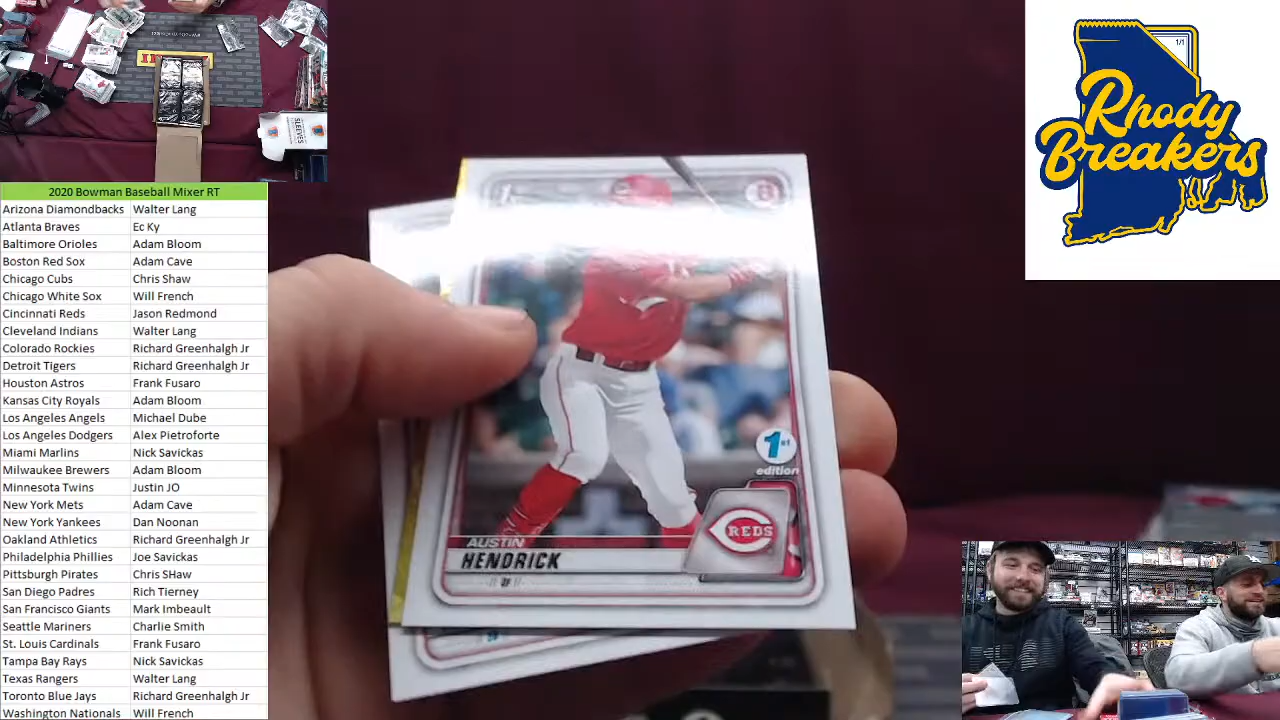 SLEEVES
2020 Bowman Baseball Mixer RT
Arizona Diamondbacks Walter Lang
Atlanta Braves Ec Ky
Baltimore Orioles Adam Bloom
Boston Red Sox Adam Cave
Chicago Cubs Chris Shaw
Chicago White Sox Will French
Cincinnati Reds Jason Redmond
Cleveland Indians Walter Lang
Colorado Rockies Richard Greenhalgh Jr
Detroit Tigers Richard Greenhalgh Jr
Houston Astros Frank Fusaro
Kansas City Royals Adam Bloom
Los Angeles Angels Michael Dube
Los Angeles Dodgers Alex Pietroforte
Miami Marlins Nick Savickas
Milwaukee Brewers Adam Bloom
Minnesota Twins Justin JO
New York Mets Adam Cave
New York Yankees Dan Noonan
Oakland Athletics Richard Greenhalgh Jr
Philadelphia Phillies Joe Savickas
Pittsburgh Pirates Chris SHaw
San Diego Padres Rich Tierney
San Francisco Giants Mark Imbeault
Seattle Mariners Charlie Smith
St. Louis Cardinals Frank Fusaro
Tampa Bay Rays Nick Savickas
Texas Rangers Walter Lang
Toronto Blue Jays Richard Greenhalgh Jr
Washington Nationals Will French
1st
edition
REDS
AUSTIN
HENDRICK
OF
1/1
Rhody
Breakers